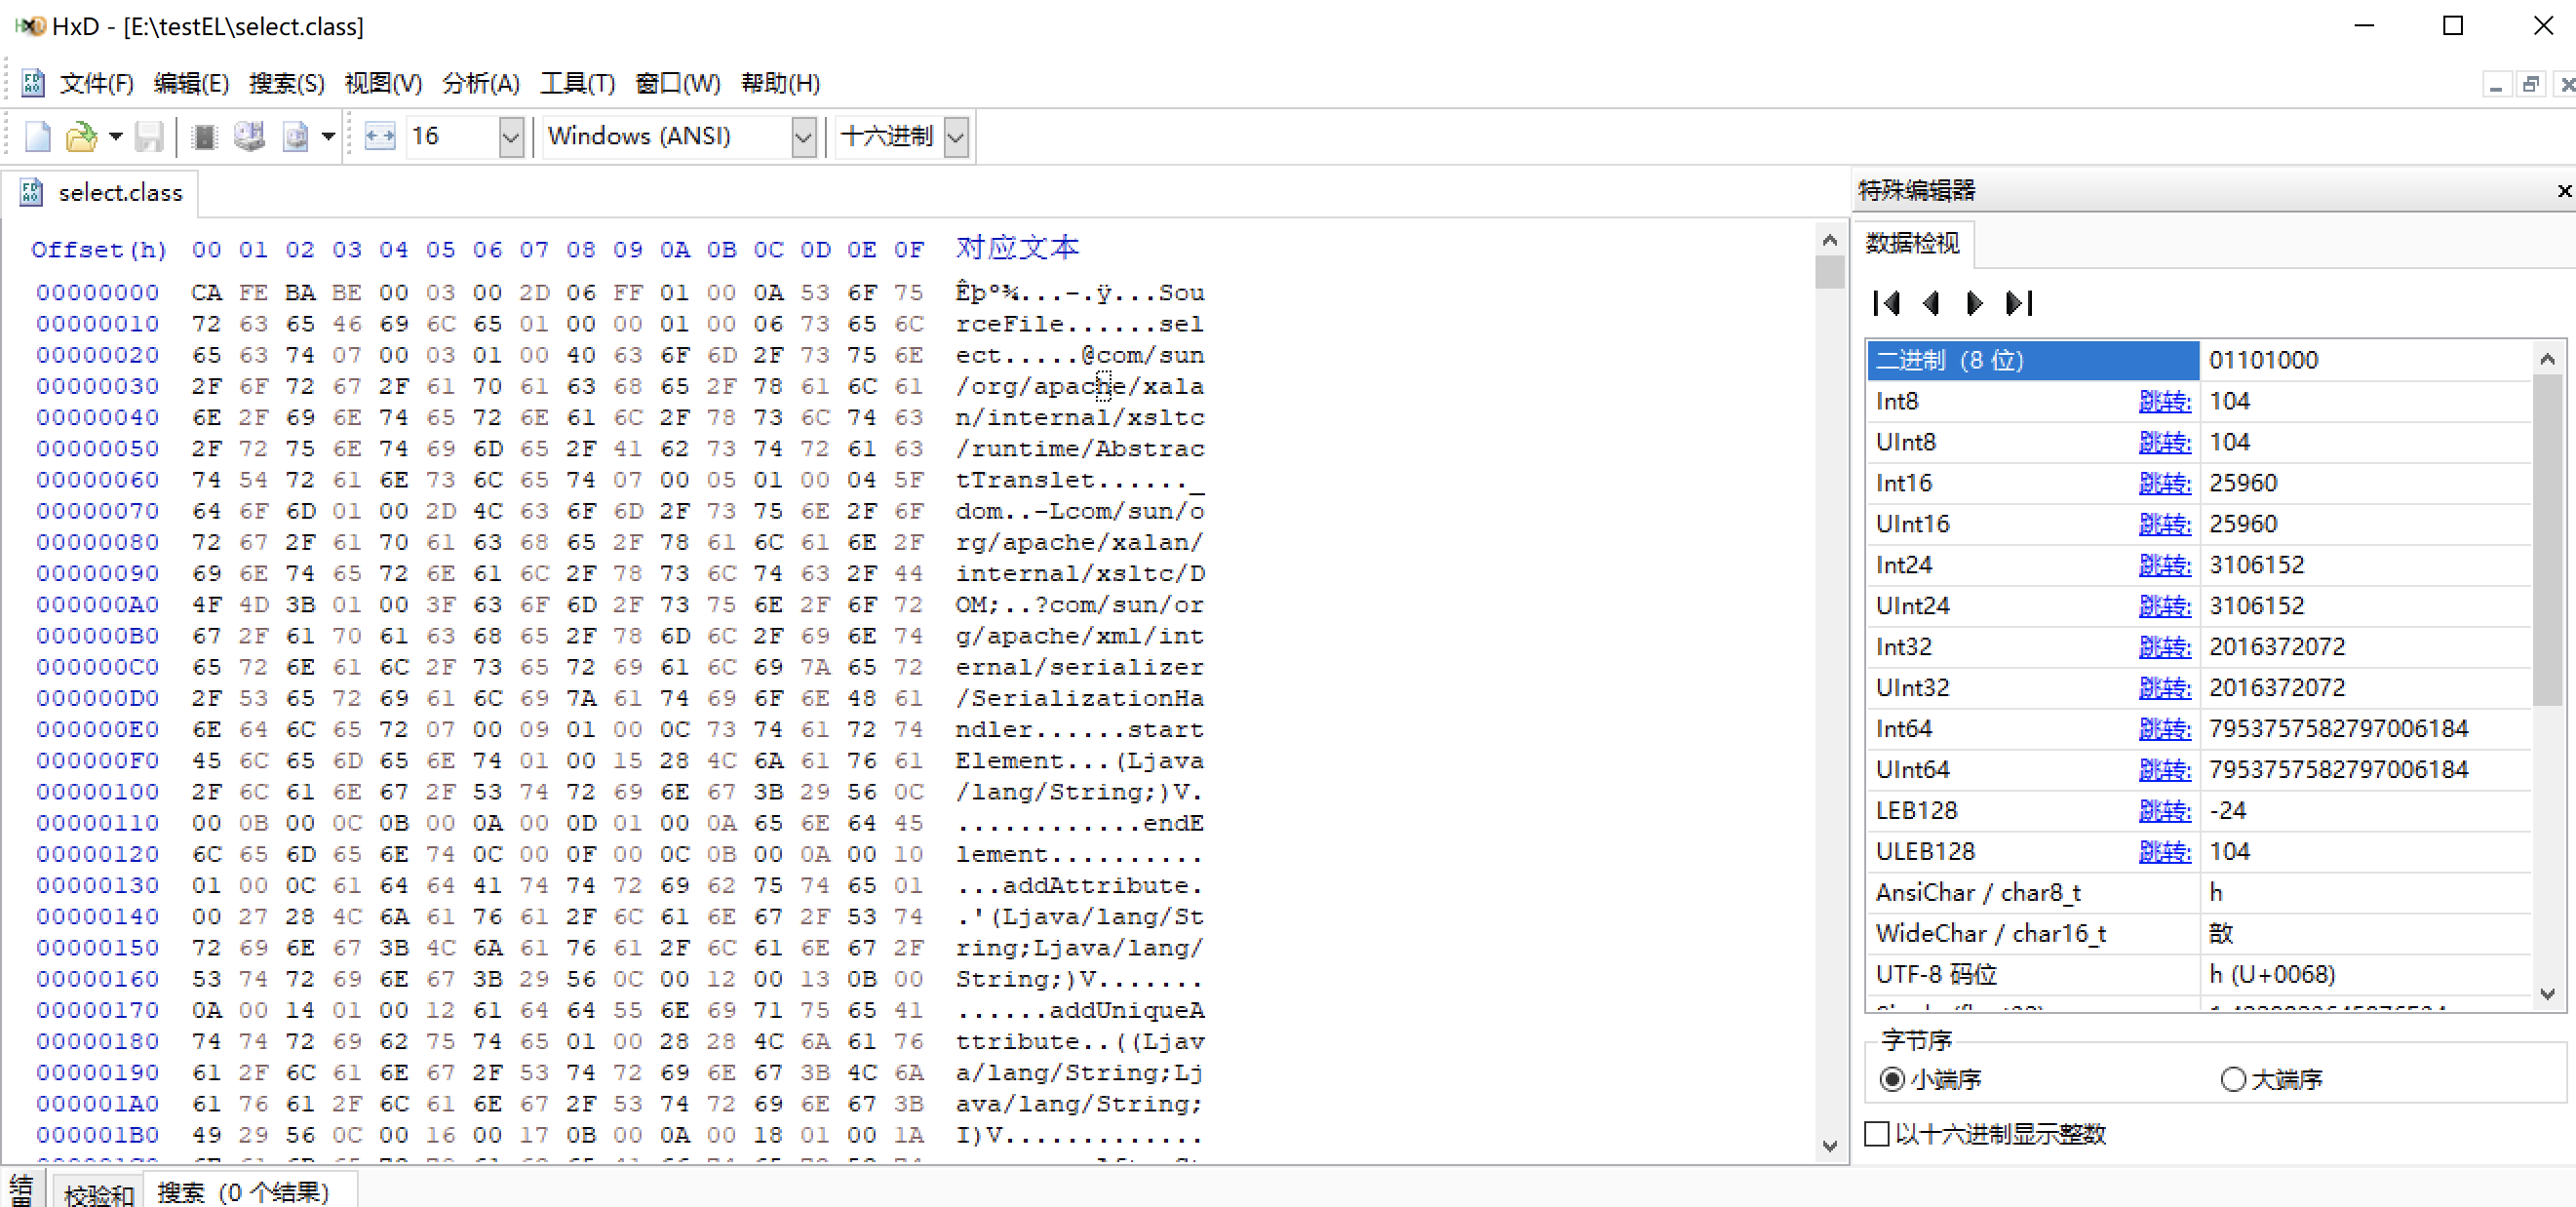 HxD - [E:\testEL\select.class]
文件(F) 编辑(E) 搜索(S) 视图(V) 分析(A) 工具(T) 窗口(W) 帮助(H)
16 Windows (ANSI) 十六进制
select.class
Offset(h) 00 01 02 03 04 05 06 07 08 09 0A 0B 0C 0D 0E 0F 对应文本
00000000 CA FE BA BE 00 03 00 2D 06 FF 01 00 0A 53 6F 75 Êþº¾...-.ÿ...Sou
00000010 72 63 65 46 69 6C 65 01 00 00 01 00 06 73 65 6C rceFile......sel
00000020 65 63 74 07 00 03 01 00 40 63 6F 6D 2F 73 75 6E ect.....@com/sun
00000030 2F 6F 72 67 2F 61 70 61 63 68 65 2F 78 61 6C 61 /org/apache/xala
00000040 6E 2F 69 6E 74 65 72 6E 61 6C 2F 78 73 6C 74 63 n/internal/xsltc
00000050 2F 72 75 6E 74 69 6D 65 2F 41 62 73 74 72 61 63 /runtime/Abstrac
00000060 74 54 72 61 6E 73 6C 65 74 07 00 05 01 00 04 5F tTranslet......_
00000070 64 6F 6D 01 00 2D 4C 63 6F 6D 2F 73 75 6E 2F 6F dom..-Lcom/sun/o
00000080 72 67 2F 61 70 61 63 68 65 2F 78 61 6C 61 6E 2F rg/apache/xalan/
00000090 69 6E 74 65 72 6E 61 6C 2F 78 73 6C 74 63 2F 44 internal/xsltc/D
000000A0 4F 4D 3B 01 00 3F 63 6F 6D 2F 73 75 6E 2F 6F 72 OM;..?com/sun/or
000000B0 67 2F 61 70 61 63 68 65 2F 78 6D 6C 2F 69 6E 74 g/apache/xml/int
000000C0 65 72 6E 61 6C 2F 73 65 72 69 61 6C 69 7A 65 72 ernal/serializer
000000D0 2F 53 65 72 69 61 6C 69 7A 61 74 69 6F 6E 48 61 /SerializationHa
000000E0 6E 64 6C 65 72 07 00 09 01 00 0C 73 74 61 72 74 ndler......start
000000F0 45 6C 65 6D 65 6E 74 01 00 15 28 4C 6A 61 76 61 Element...(Ljava
00000100 2F 6C 61 6E 67 2F 53 74 72 69 6E 67 3B 29 56 0C /lang/String;)V.
00000110 00 0B 00 0C 0B 00 0A 00 0D 01 00 0A 65 6E 64 45 ............endE
00000120 6C 65 6D 65 6E 74 0C 00 0F 00 0C 0B 00 0A 00 10 lement..........
00000130 01 00 0C 61 64 64 41 74 74 72 69 62 75 74 65 01 ...addAttribute.
00000140 00 27 28 4C 6A 61 76 61 2F 6C 61 6E 67 2F 53 74 .'(Ljava/lang/St
00000150 72 69 6E 67 3B 4C 6A 61 76 61 2F 6C 61 6E 67 2F ring;Ljava/lang/
00000160 53 74 72 69 6E 67 3B 29 56 0C 00 12 00 13 0B 00 String;)V.......
00000170 0A 00 14 01 00 12 61 64 64 55 6E 69 71 75 65 41 ......addUniqueA
00000180 74 74 72 69 62 75 74 65 01 00 28 28 4C 6A 61 76 ttribute..((Ljav
00000190 61 2F 6C 61 6E 67 2F 53 74 72 69 6E 67 3B 4C 6A a/lang/String;Lj
000001A0 61 76 61 2F 6C 61 6E 67 2F 53 74 72 69 6E 67 3B ava/lang/String;
000001B0 49 29 56 0C 00 16 00 17 0B 00 0A 00 18 01 00 1A I)V.............
特殊编辑器
数据检视
二进制 (8 位) 01101000
Int8 跳转: 104
UInt8 跳转: 104
Int16 跳转: 25960
UInt16 跳转: 25960
Int24 跳转: 3106152
UInt24 跳转: 3106152
Int32 跳转: 2016372072
UInt32 跳转: 2016372072
Int64 跳转: 7953757582797006184
UInt64 跳转: 7953757582797006184
LEB128 跳转: -24
ULEB128 跳转: 104
AnsiChar / char8_t h
WideChar / char16_t 敨
UTF-8 码位 h (U+0068)
字节序
小端序 大端序
以十六进制显示整数
结果
校验和 搜索 (0 个结果)